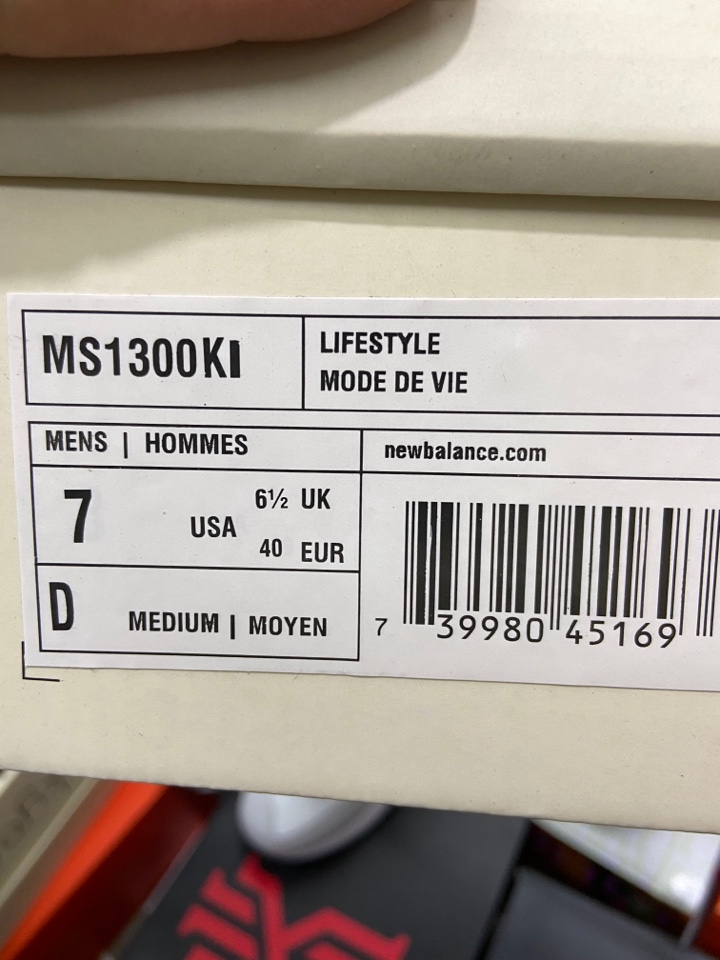 MS1300KI
LIFESTYLE
MODE DE VIE
MENS | HOMMES
newbalance.com
7
USA
6½ UK
40 EUR
D
MEDIUM | MOYEN
7 39980 45169